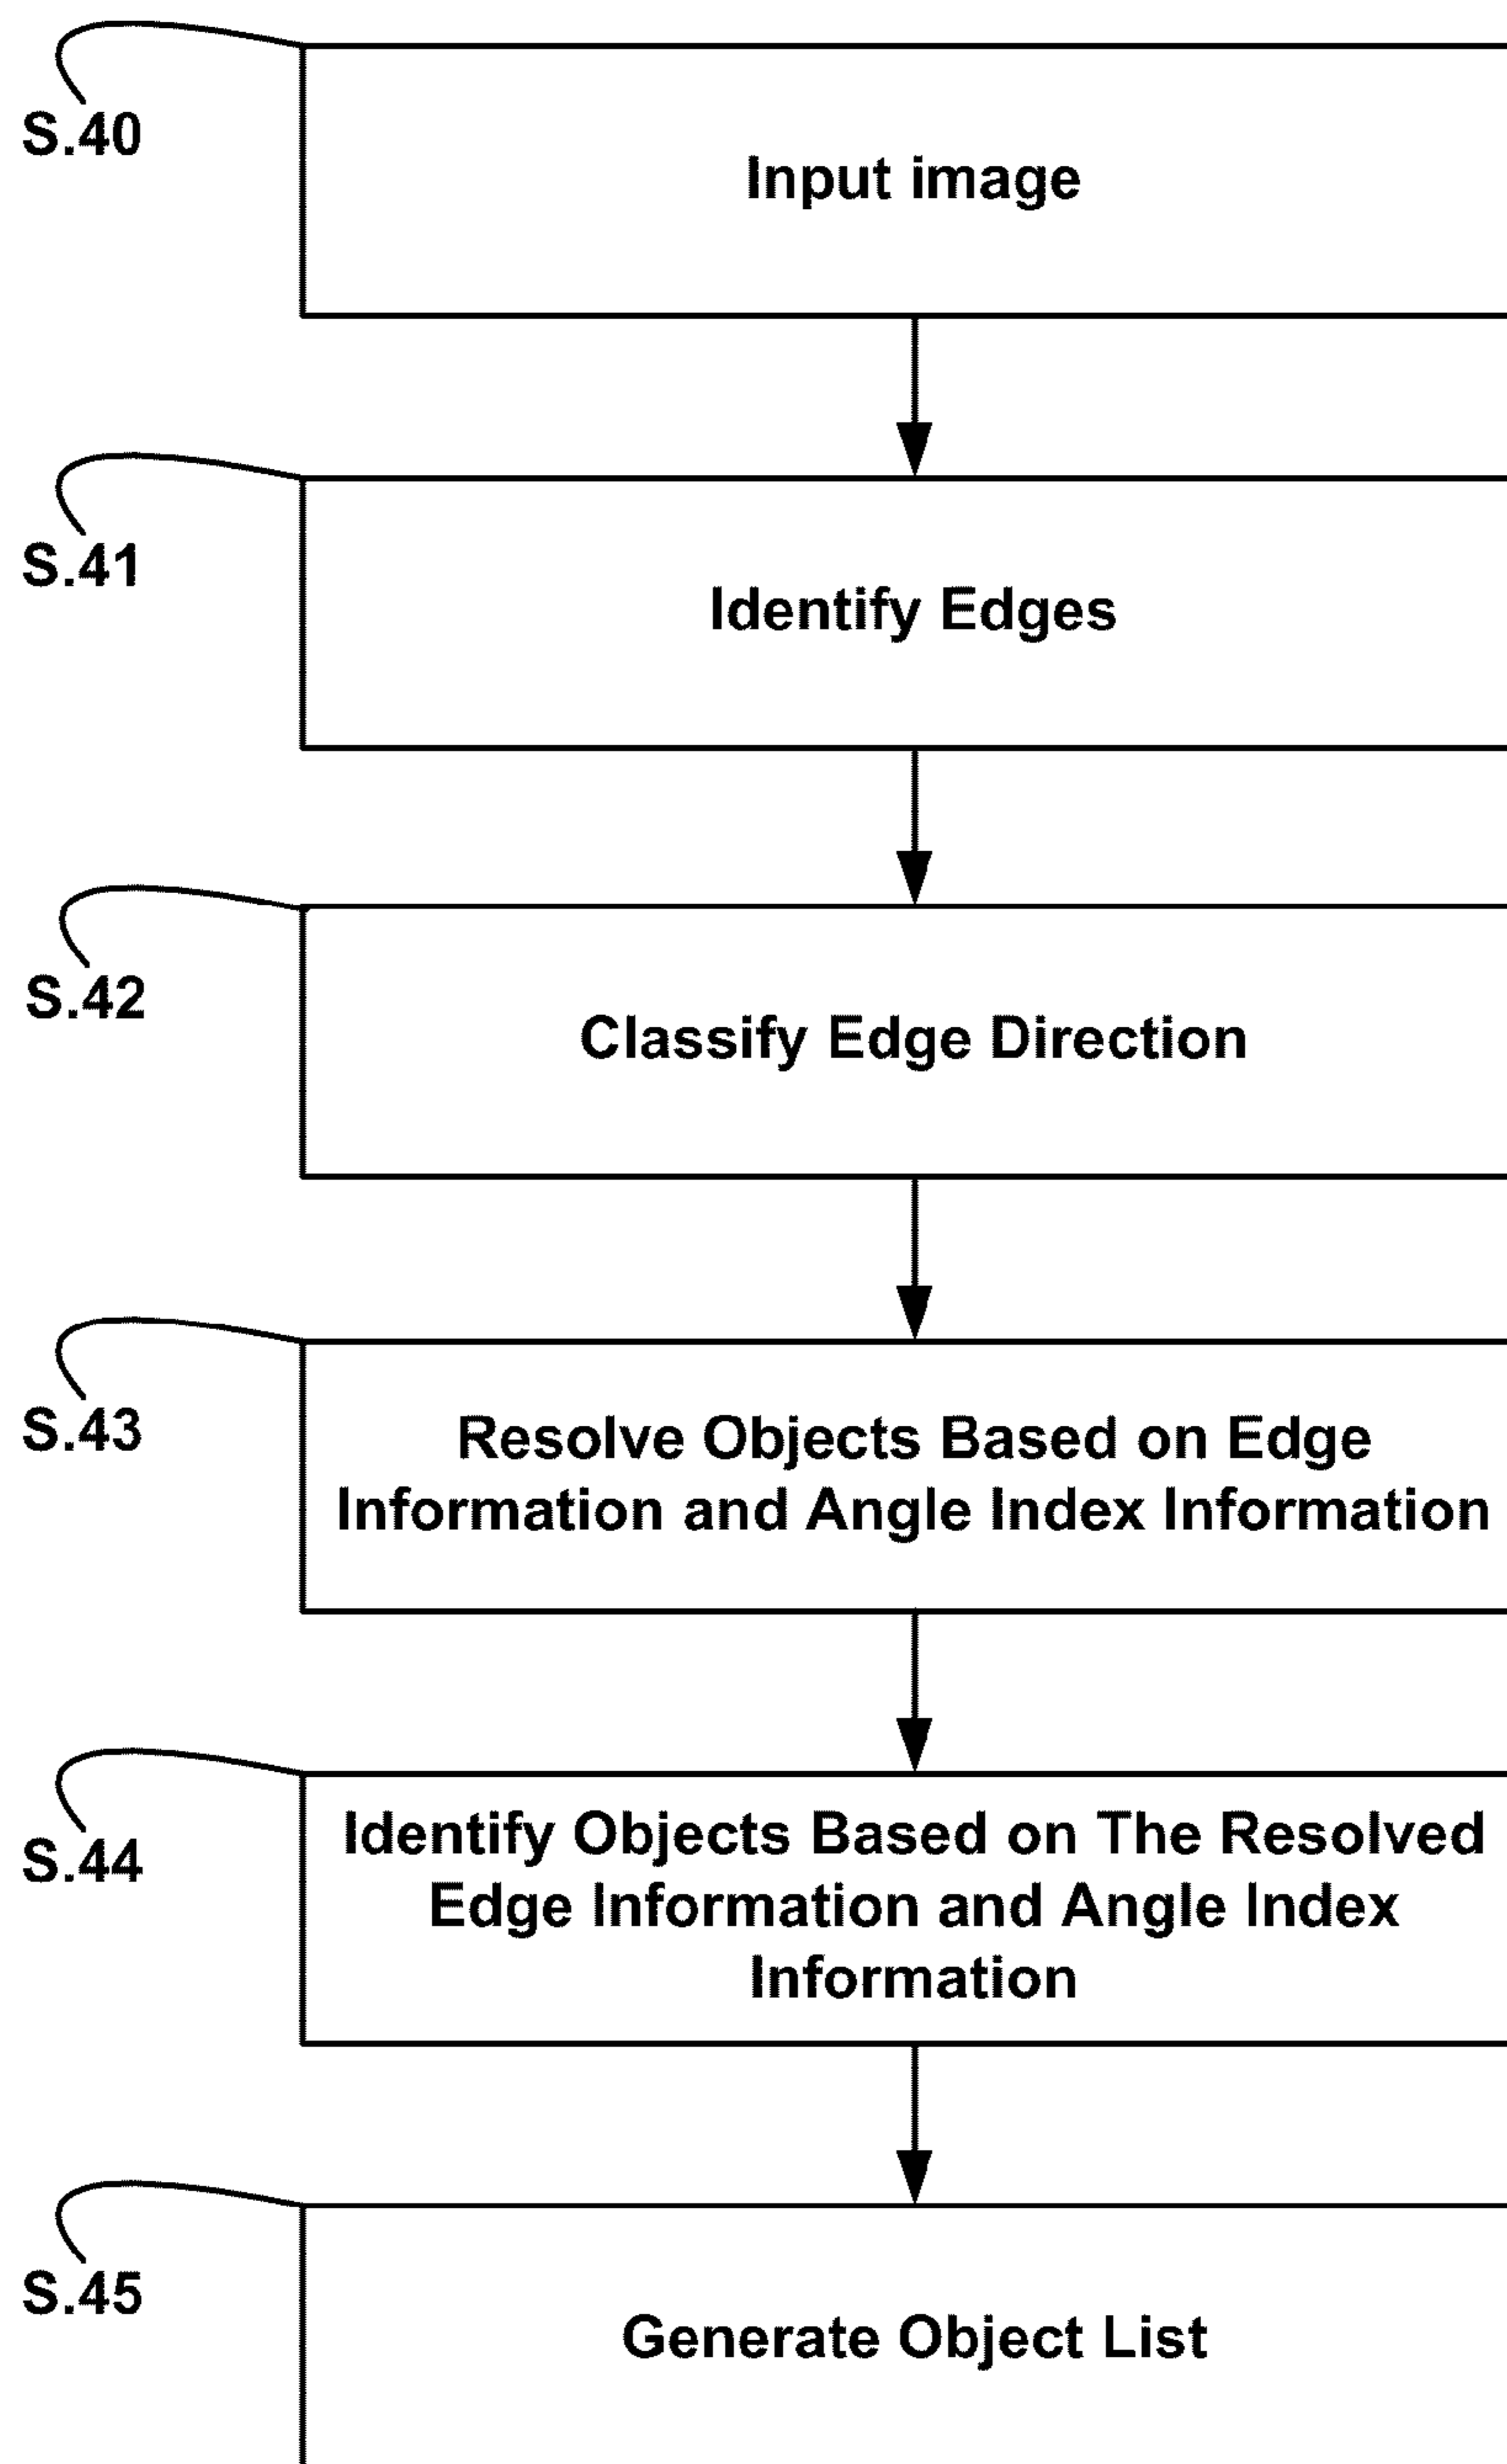 S.40
Input image
S.41
Identify Edges
S.42
Classify Edge Direction
S.43
Resolve Objects Based on Edge
Information and Angle Index Information
S.44
Identify Objects Based on The Resolved
Edge Information and Angle Index
Information
S.45
Generate Object List